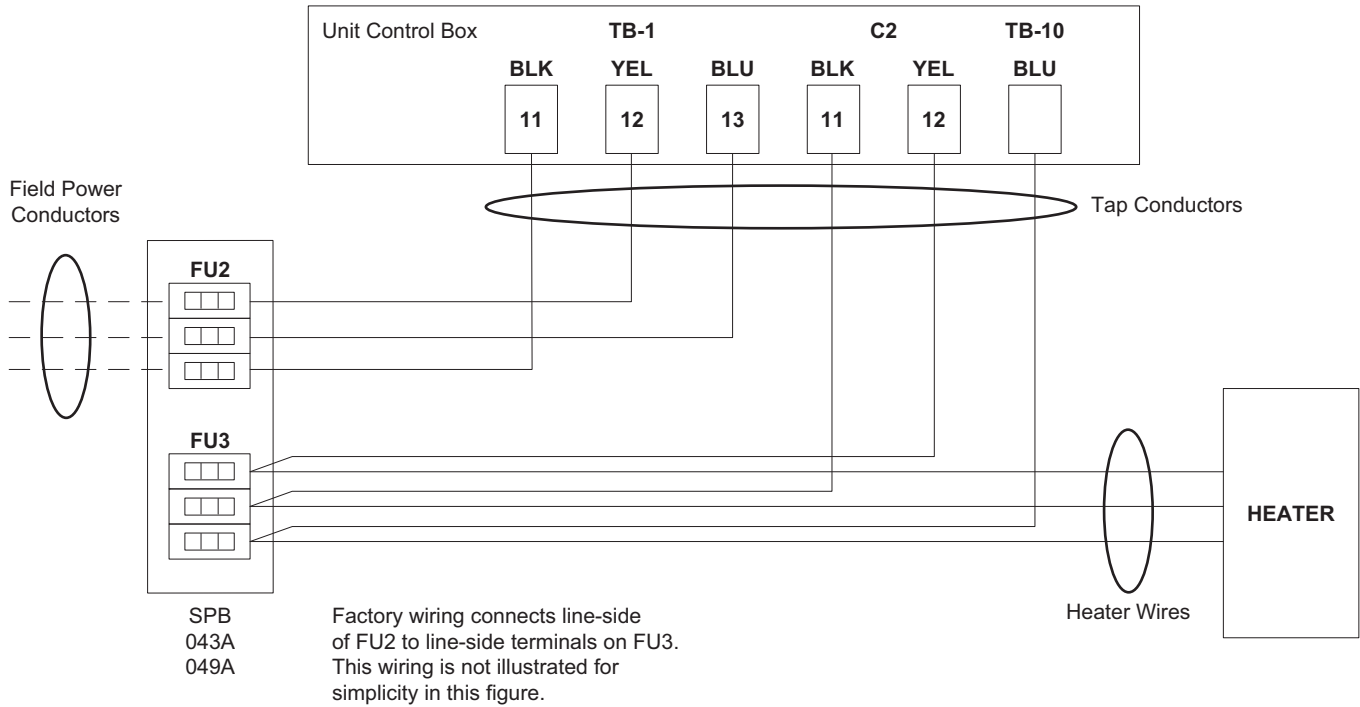 Unit Control Box TB-1 C2 TB-10
BLK YEL BLU BLK YEL BLU
11 12 13 11 12
Tap Conductors
Field Power
Conductors
FU2
FU3
HEATER
Heater Wires
SPB
043A
049A
Factory wiring connects line-side
of FU2 to line-side terminals on FU3.
This wiring is not illustrated for
simplicity in this figure.